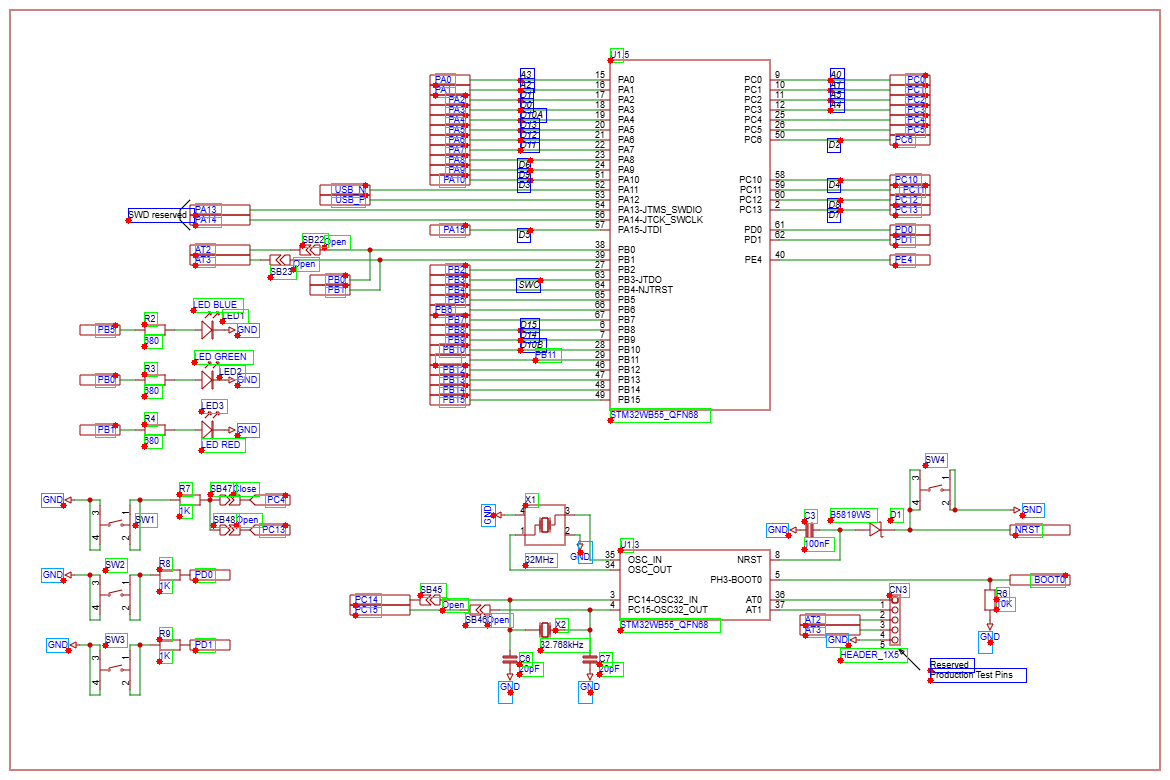 U1.5
PA0 A3 15 PA0
PA1 A2 16 PA1
PA2 D1 17 PA2
PA3 D0 18 PA3
PA4 D10A 19 PA4
PA5 D13 20 PA5
PA6 D12 21 PA6
PA7 D11 22 PA7
PA8 23 PA8
PA9 24 PA9
PA10 D3 51 PA10
USB_N 52 PA11
USB_P 53 PA12
SWD reserved
PA13 54 PA13-JTMS_SWDIO
PA14 56 PA14-JTCK_SWCLK
PA15 D5 57 PA15-JTDI
AT2 SB22 Open 38 PB0
AT3 SB23 Open 39 PB1
PB0
PB1
PB2 27 PB2
PB3 SWO 63 PB3-JTDO
PB4 64 PB4-NJTRST
PB5 65 PB5
PB6 66 PB6
PB7 67 PB7
PB8 D15 6 PB8
PB9 D14 7 PB9
PB10 D10B 28 PB10
PB11 29 PB11
PB12 46 PB12
PB13 47 PB13
PB14 48 PB14
PB15 49 PB15
STM32WB55_QFN68
PC0 9 A0 PC0
PC1 10 A1 PC1
PC2 11 A5 PC2
PC3 12 A4 PC3
PC4 25 PC4
PC5 26 PC5
PC6 50 D2 PC6
PC10 58 D4 PC10
PC11 59 PC11
PC12 60 D8 PC12
PC13 2 D7 PC13
PD0 61 PD0
PD1 62 PD1
PE4 40 PE4
LED BLUE
PB5 R2 680 LED1 GND
LED GREEN
PB0 R3 680 LED2 GND
LED3
PB1 R4 680 GND
LED RED
GND 3 4 1 2 SW1
R7 1K
SB47 Close PC4
SB48 Open PC13
SW2
GND 3 4 1 2
R8 1K PD0
SW3
GND 3 4 1 2
R9 1K PD1
X1
GND 4 3
1 2 GND
32MHz
U1.3
35 OSC_IN
34 OSC_OUT
3 PC14-OSC32_IN
4 PC15-OSC32_OUT
STM32WB55_QFN68
NRST 8
PH3-BOOT0 5
AT0 36
AT1 37
PC14 SB45 Open
PC15 SB46 Open
X2
32.768kHz
C6 20pF GND
C7 20pF GND
SW4
3 4 1 2
GND
GND C3 100nF
B5819WS D1
NRST
BOOT0
R6 10K
GND
CN3
1
2
3
4
5
AT2
AT3
GND
HEADER_1X5
Reserved
Production Test Pins